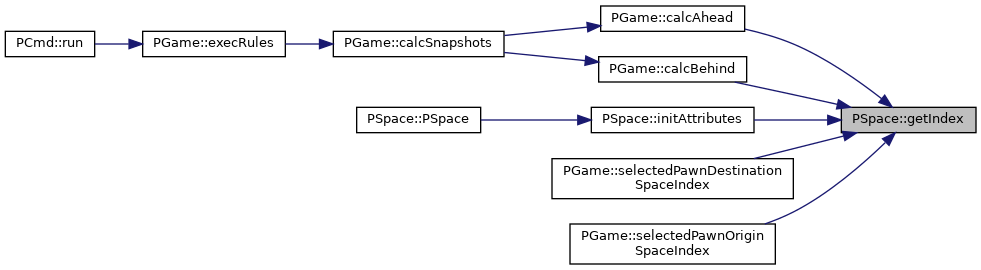 PCmd::run
PGame::execRules
PGame::calcSnapshots
PGame::calcAhead
PGame::calcBehind
PSpace::PSpace
PSpace::initAttributes
PSpace::getIndex
PGame::selectedPawnDestination
SpaceIndex
PGame::selectedPawnOrigin
SpaceIndex